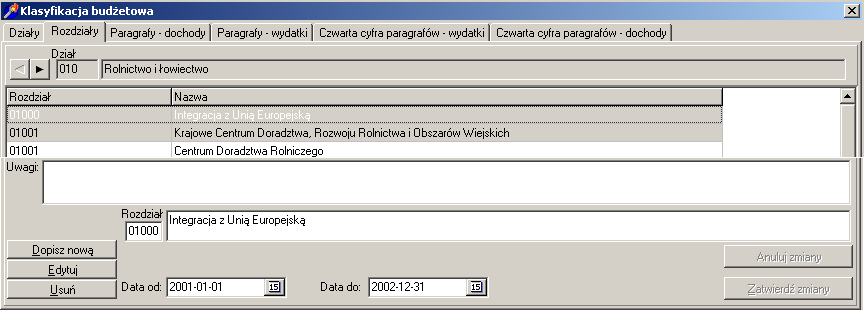 Klasyfikacja budżetowa
Działy Rozdziały Paragrafy - dochody Paragrafy - wydatki Czwarta cyfra paragrafów - wydatki Czwarta cyfra paragrafów - dochody
Dział
010 Rolnictwo i łowiectwo
Rozdział Nazwa
01000 Integracja z Unią Europejską
01001 Krajowe Centrum Doradztwa, Rozwoju Rolnictwa i Obszarów Wiejskich
01001 Centrum Doradztwa Rolniczego
Uwagi:
Rozdział
01000 Integracja z Unią Europejską
Dopisz nową
Anuluj zmiany
Edytuj
Usuń Data od: 2001-01-01 15 Data do: 2002-12-31 15 Zatwierdź zmiany